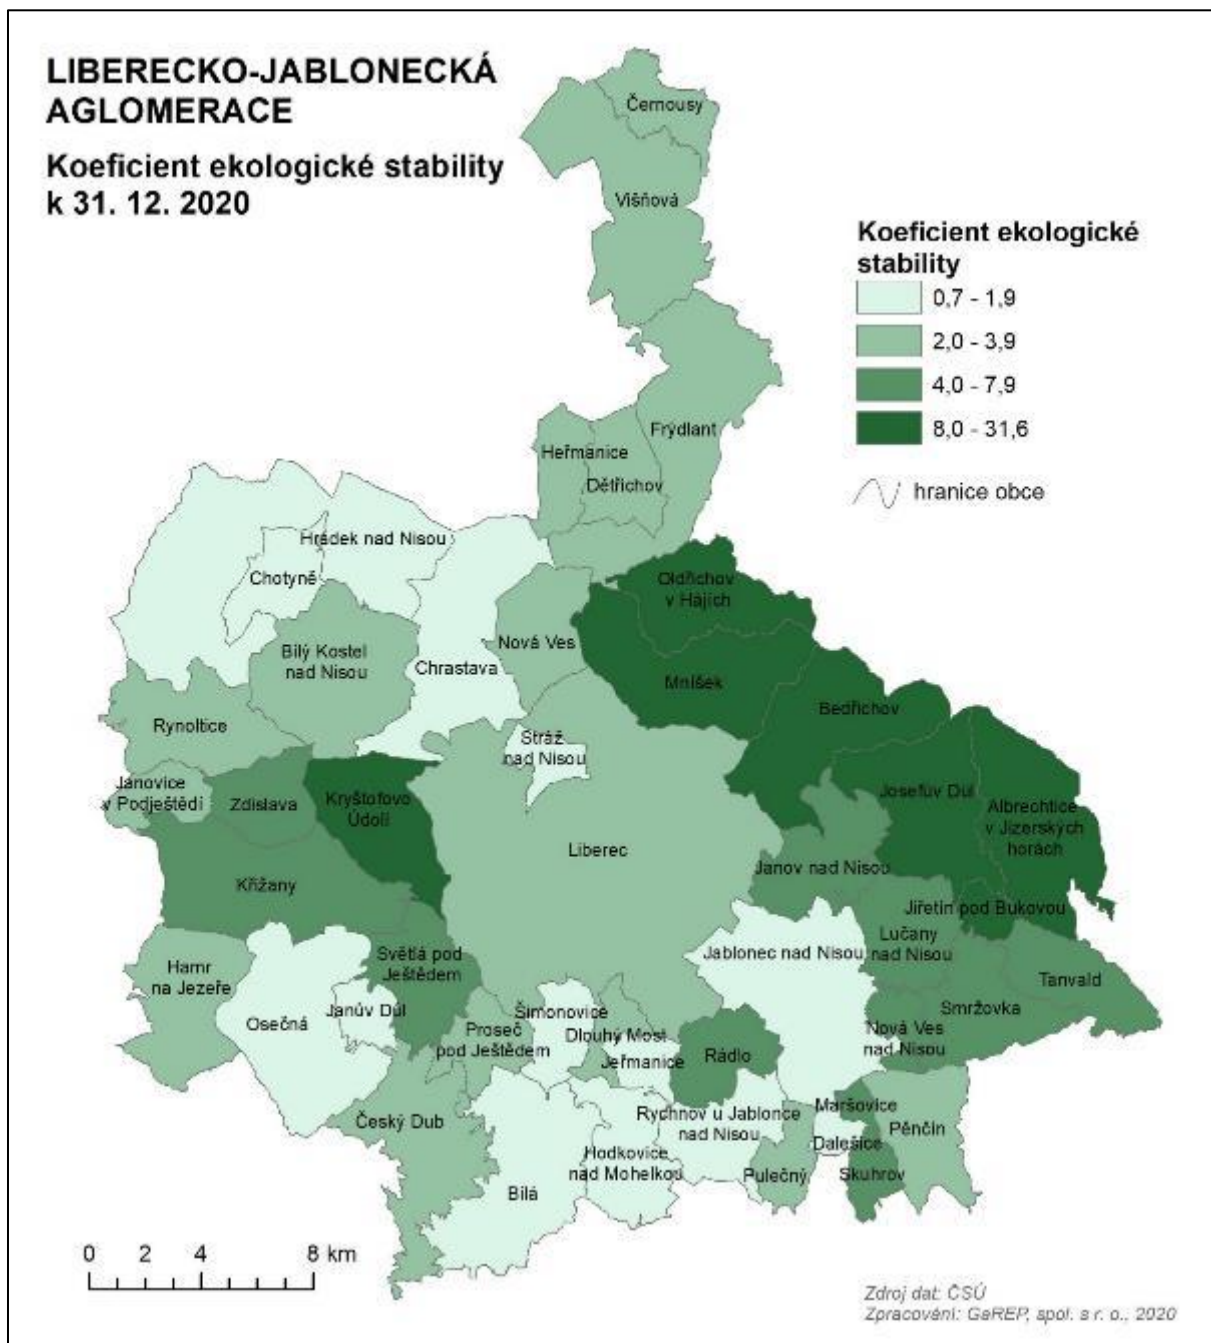 LIBERECKO-JABLONECKÁ
AGLOMERACE
Koeficient ekologické stability
k 31. 12. 2020
Koeficient ekologické
stability
0,7 - 1,9
2,0 - 3,9
4,0 - 7,9
8,0 - 31,6
hranice obce
Černousy
Višňová
Frýdlant
Heřmanice
Dětřichov
Hrádek nad Nisou
Chotyně
Oldřichov
v Hájích
Bílý Kostel
nad Nisou
Nová Ves
Chrastava
Mníšek
Bedřichov
Rynoltice
Stráž
nad Nisou
Janovice
v Podještědí
Zdislava
Kryštofovo
Údolí
Josefův Důl
Albrechtice
v Jizerských
horách
Liberec
Janov nad Nisou
Křižany
Jiřetín pod Bukovou
Lučany
nad Nisou
Jablonec nad Nisou
Světlá pod
Ještědem
Hamr
na Jezeře
Tanvald
Osečná
Janův Důl
Šimonovice
Smržovka
Proseč
pod Ještědem
Dlouhý Most
Nová Ves
nad Nisou
Jeřmanice
Rádlo
Maršovice
Rychnov u Jablonce
nad Nisou
Český Dub
Pěnčín
Dalešice
Hodkovice
nad Mohelkou
Pulečný
Skuhrov
Bílá
0 2 4 8 km
Zdroj dat: ČSÚ
Zpracování: GaREP, spol. s r. o., 2020